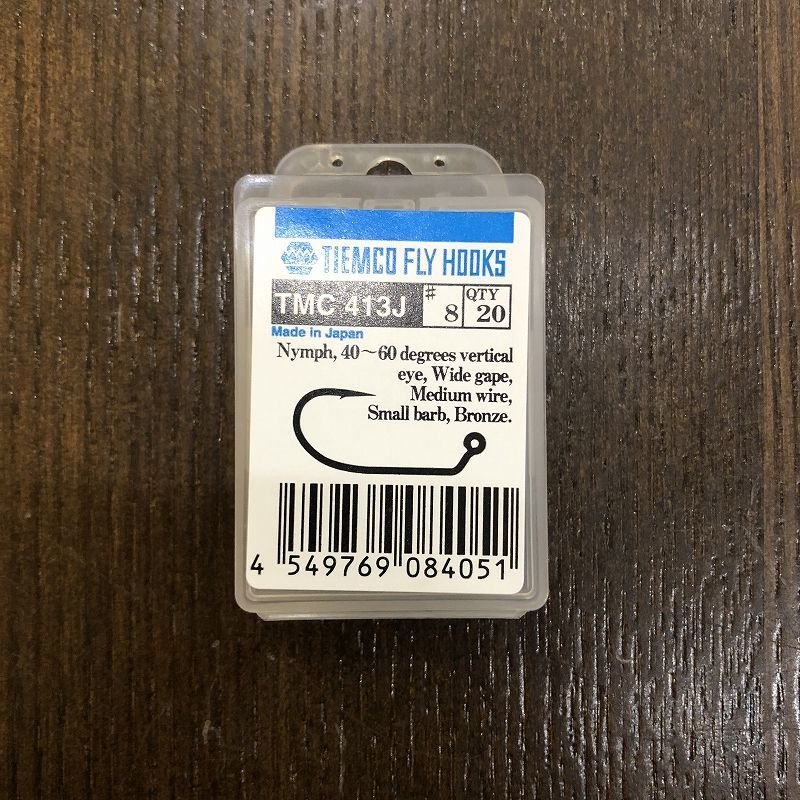 TIEMCO FLY HOOKS
TMC 413J # 8 QTY 20
Made in Japan
Nymph, 40～60 degrees vertical
eye, Wide gape,
Medium wire,
Small barb, Bronze.
4 549769 084051